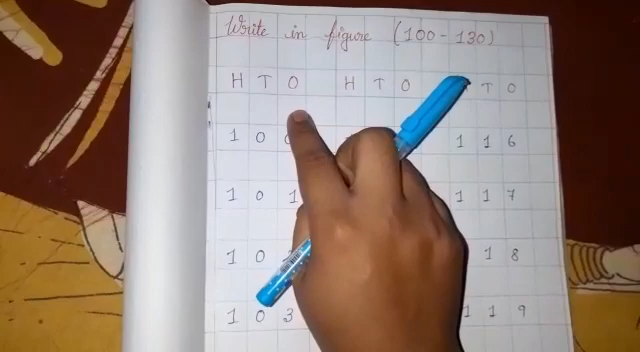 Write in figure (100 - 130)
H T O H T O T O
1 0 1 1 6
1 0 1 1 1 7
1 0 1 8
1 0 3 1 1 9